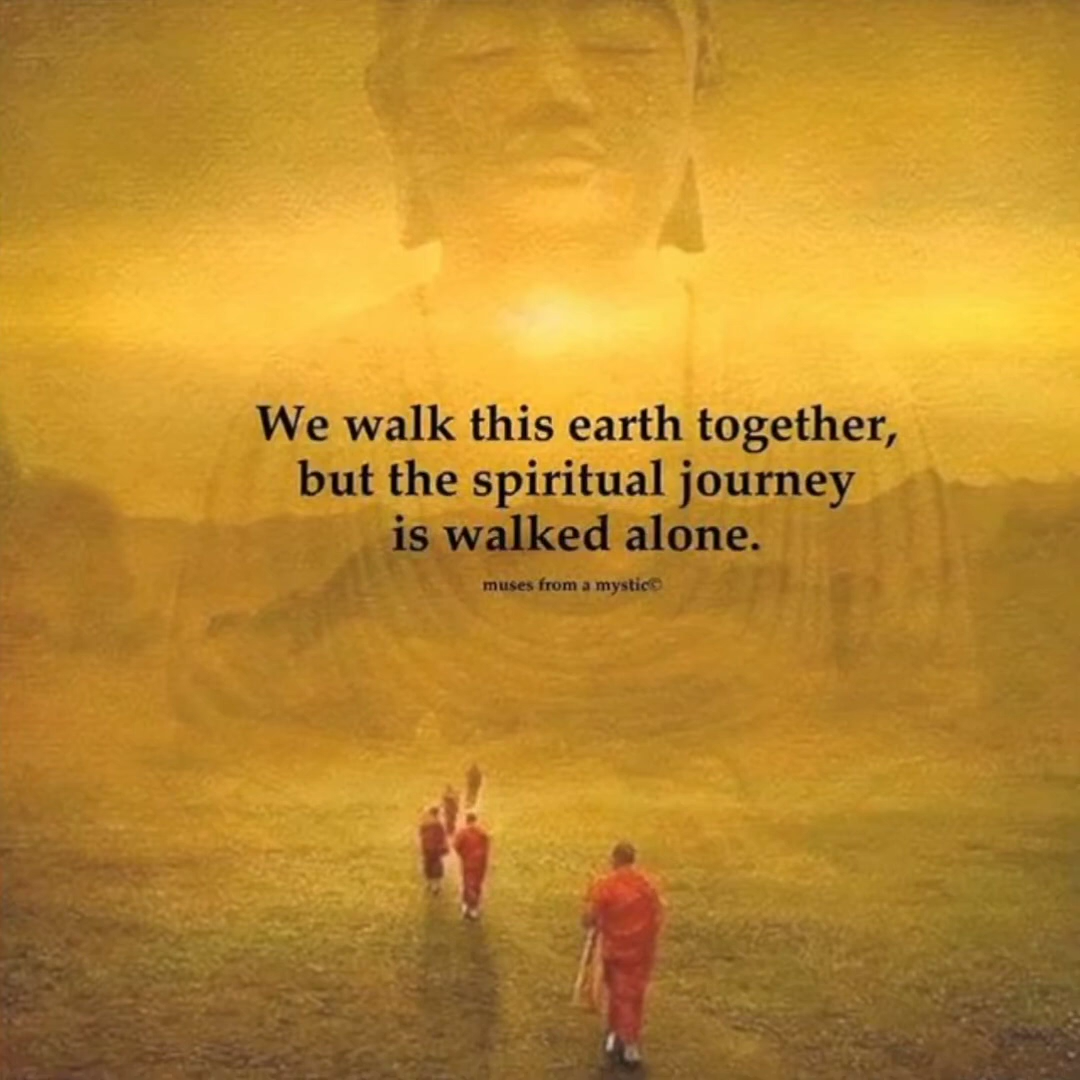 We walk this earth together,
but the spiritual journey
is walked alone.
muses from a mystic©